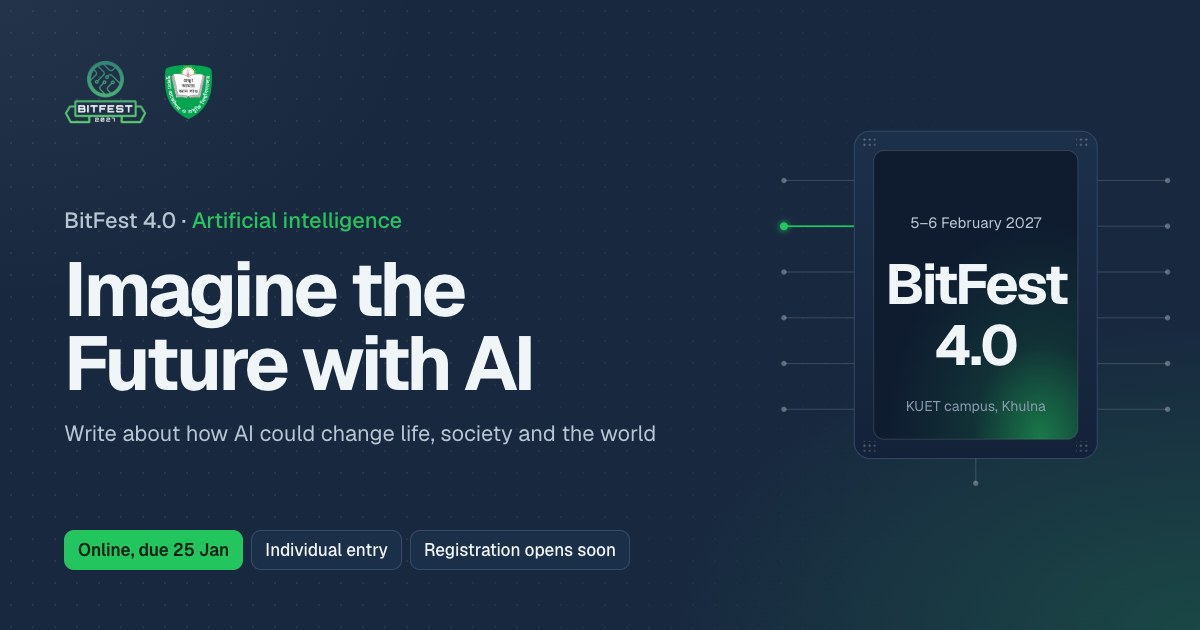 BITFEST
2027
BitFest 4.0 · Artificial intelligence
Imagine the
Future with AI
Write about how AI could change life, society and the world
Online, due 25 Jan
Individual entry
Registration opens soon
5–6 February 2027
BitFest
4.0
KUET campus, Khulna